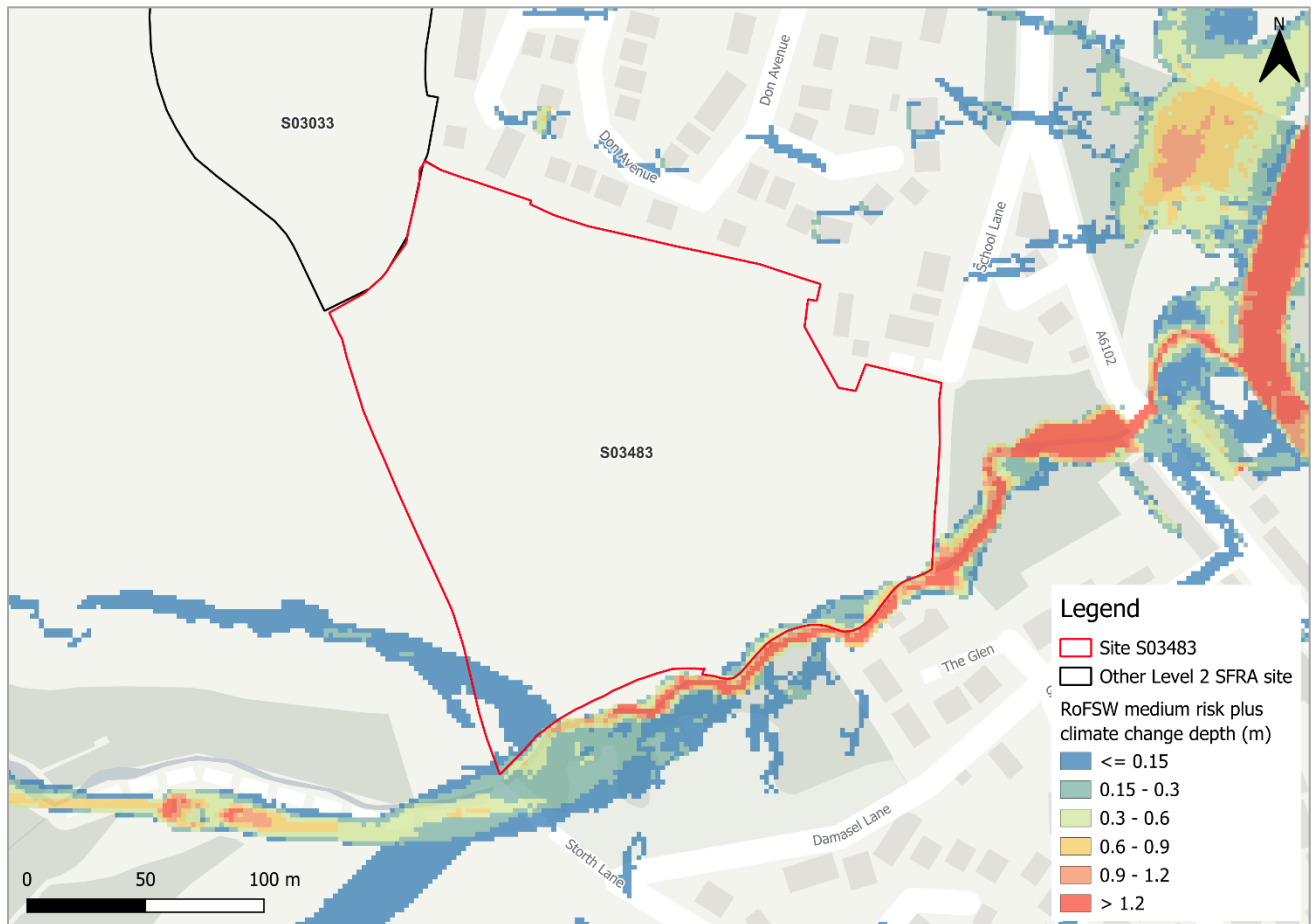 N
S03033
Don Avenue
Don Avenue
School Lane
A6102
S03483
The Glen
Damasel Lane
Storth Lane
0 50 100 m
Legend
Site S03483
Other Level 2 SFRA site
RoFSW medium risk plus
climate change depth (m)
<= 0.15
0.15 - 0.3
0.3 - 0.6
0.6 - 0.9
0.9 - 1.2
> 1.2